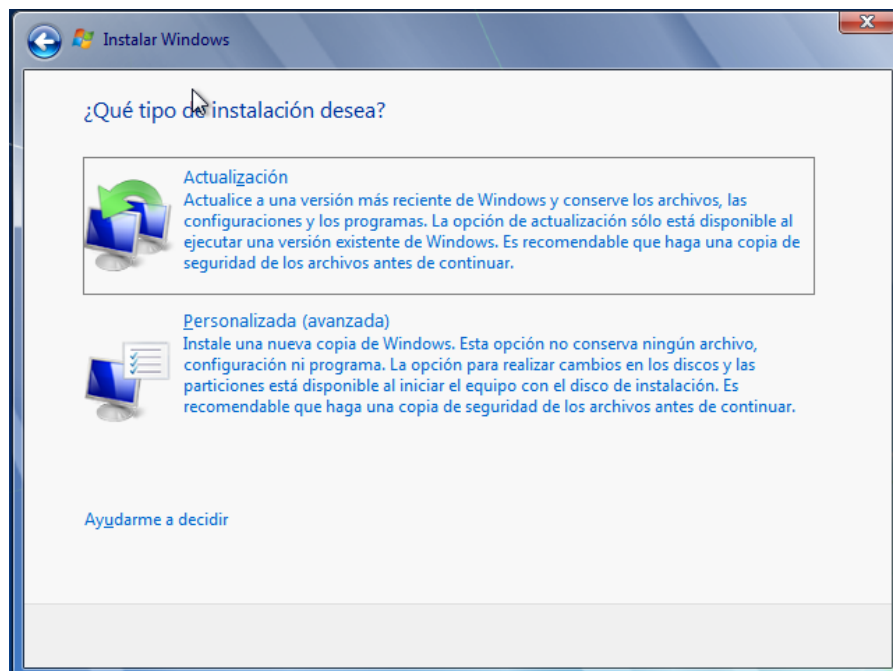 Instalar Windows
¿Qué tipo de instalación desea?
Actualización
Actualice a una versión más reciente de Windows y conserve los archivos, las
configuraciones y los programas. La opción de actualización sólo está disponible al
ejecutar una versión existente de Windows. Es recomendable que haga una copia de
seguridad de los archivos antes de continuar.
Personalizada (avanzada)
Instale una nueva copia de Windows. Esta opción no conserva ningún archivo,
configuración ni programa. La opción para realizar cambios en los discos y las
particiones está disponible al iniciar el equipo con el disco de instalación. Es
recomendable que haga una copia de seguridad de los archivos antes de continuar.
Ayudarme a decidir